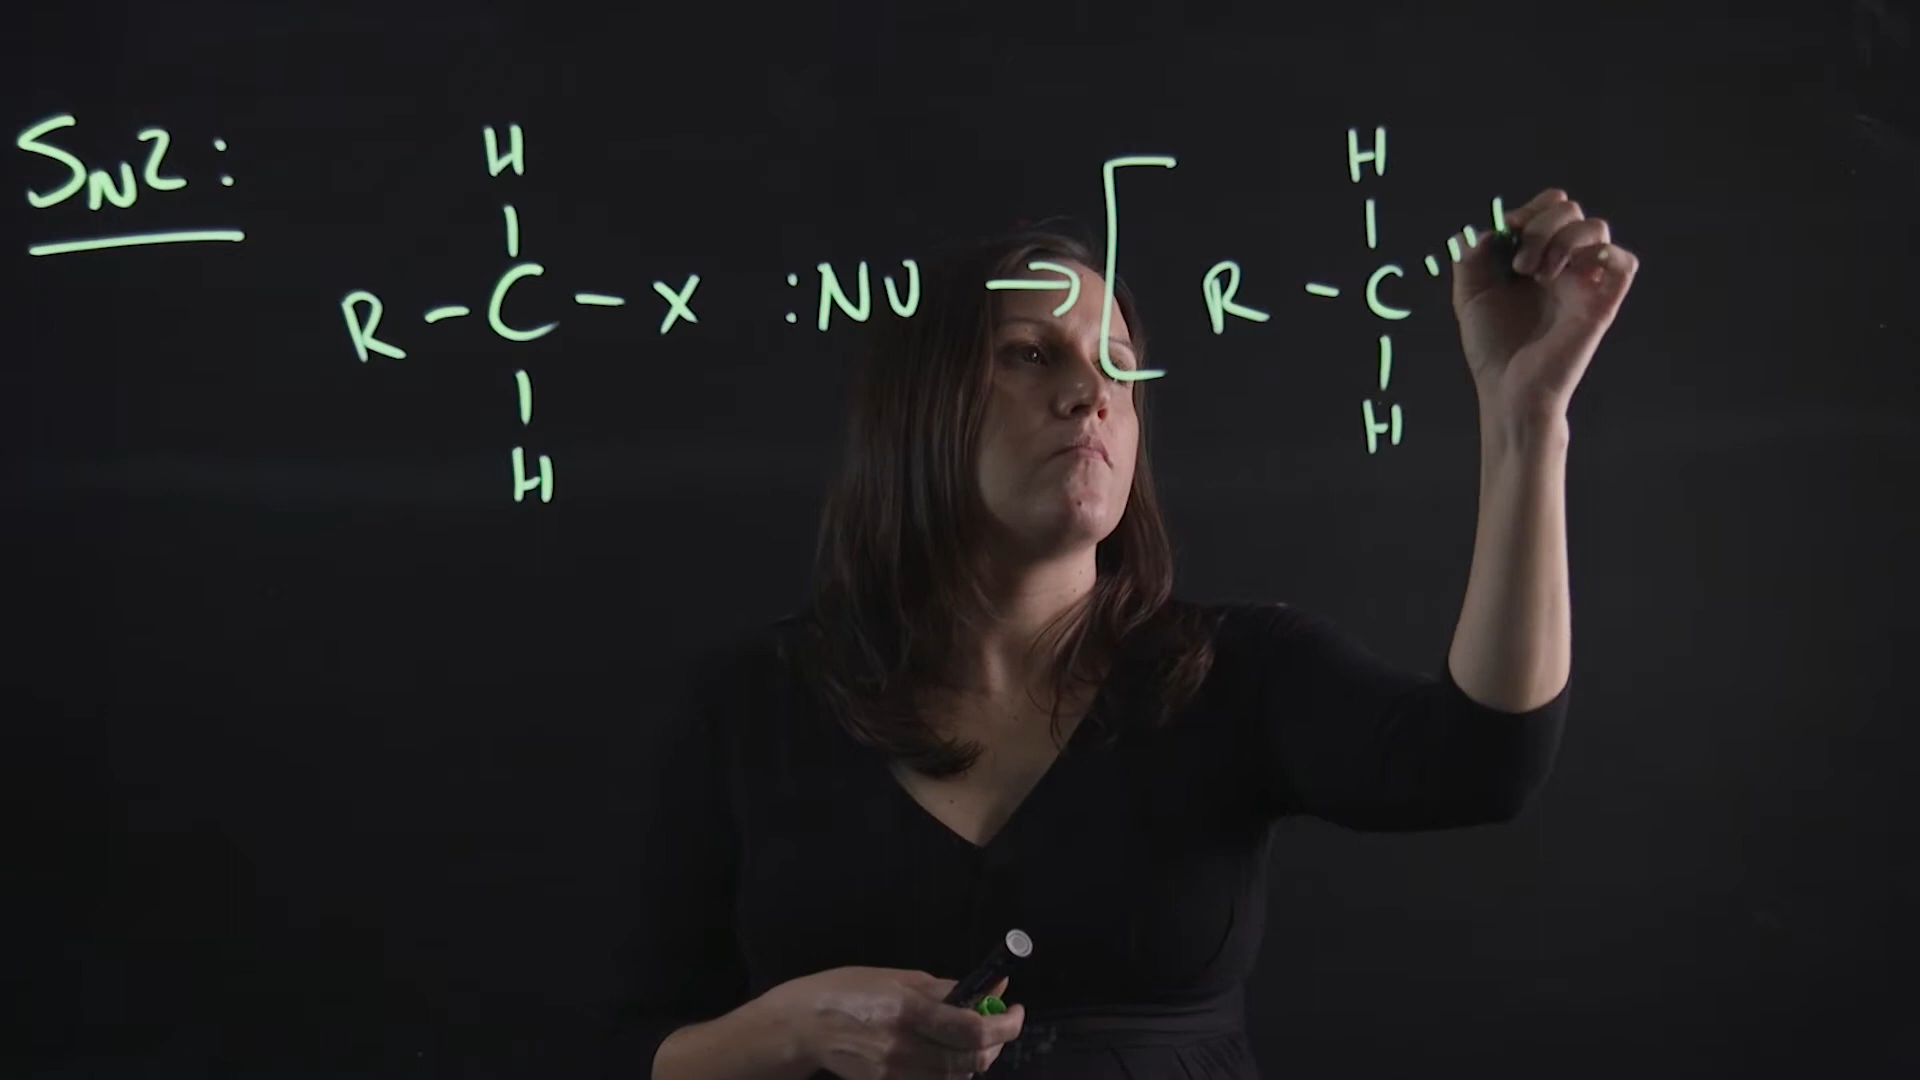 SN2:
H H
R-C-X :NU → [ R-C
H H